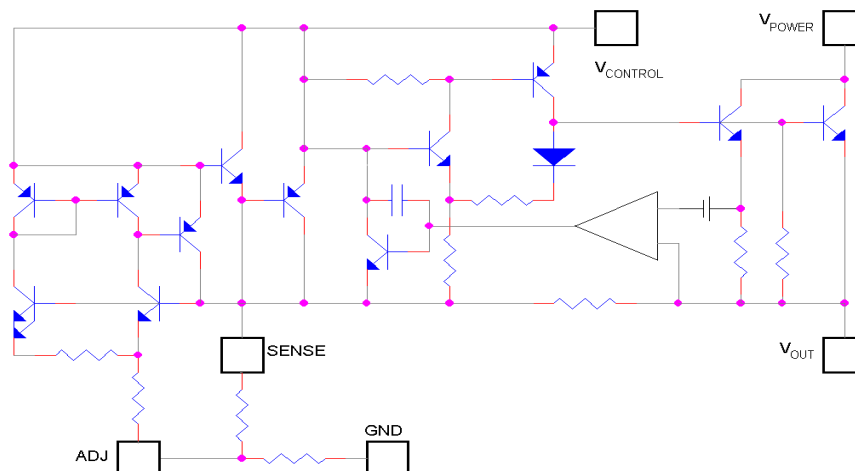 VPOWER
VCONTROL
SENSE
VOUT
ADJ
GND